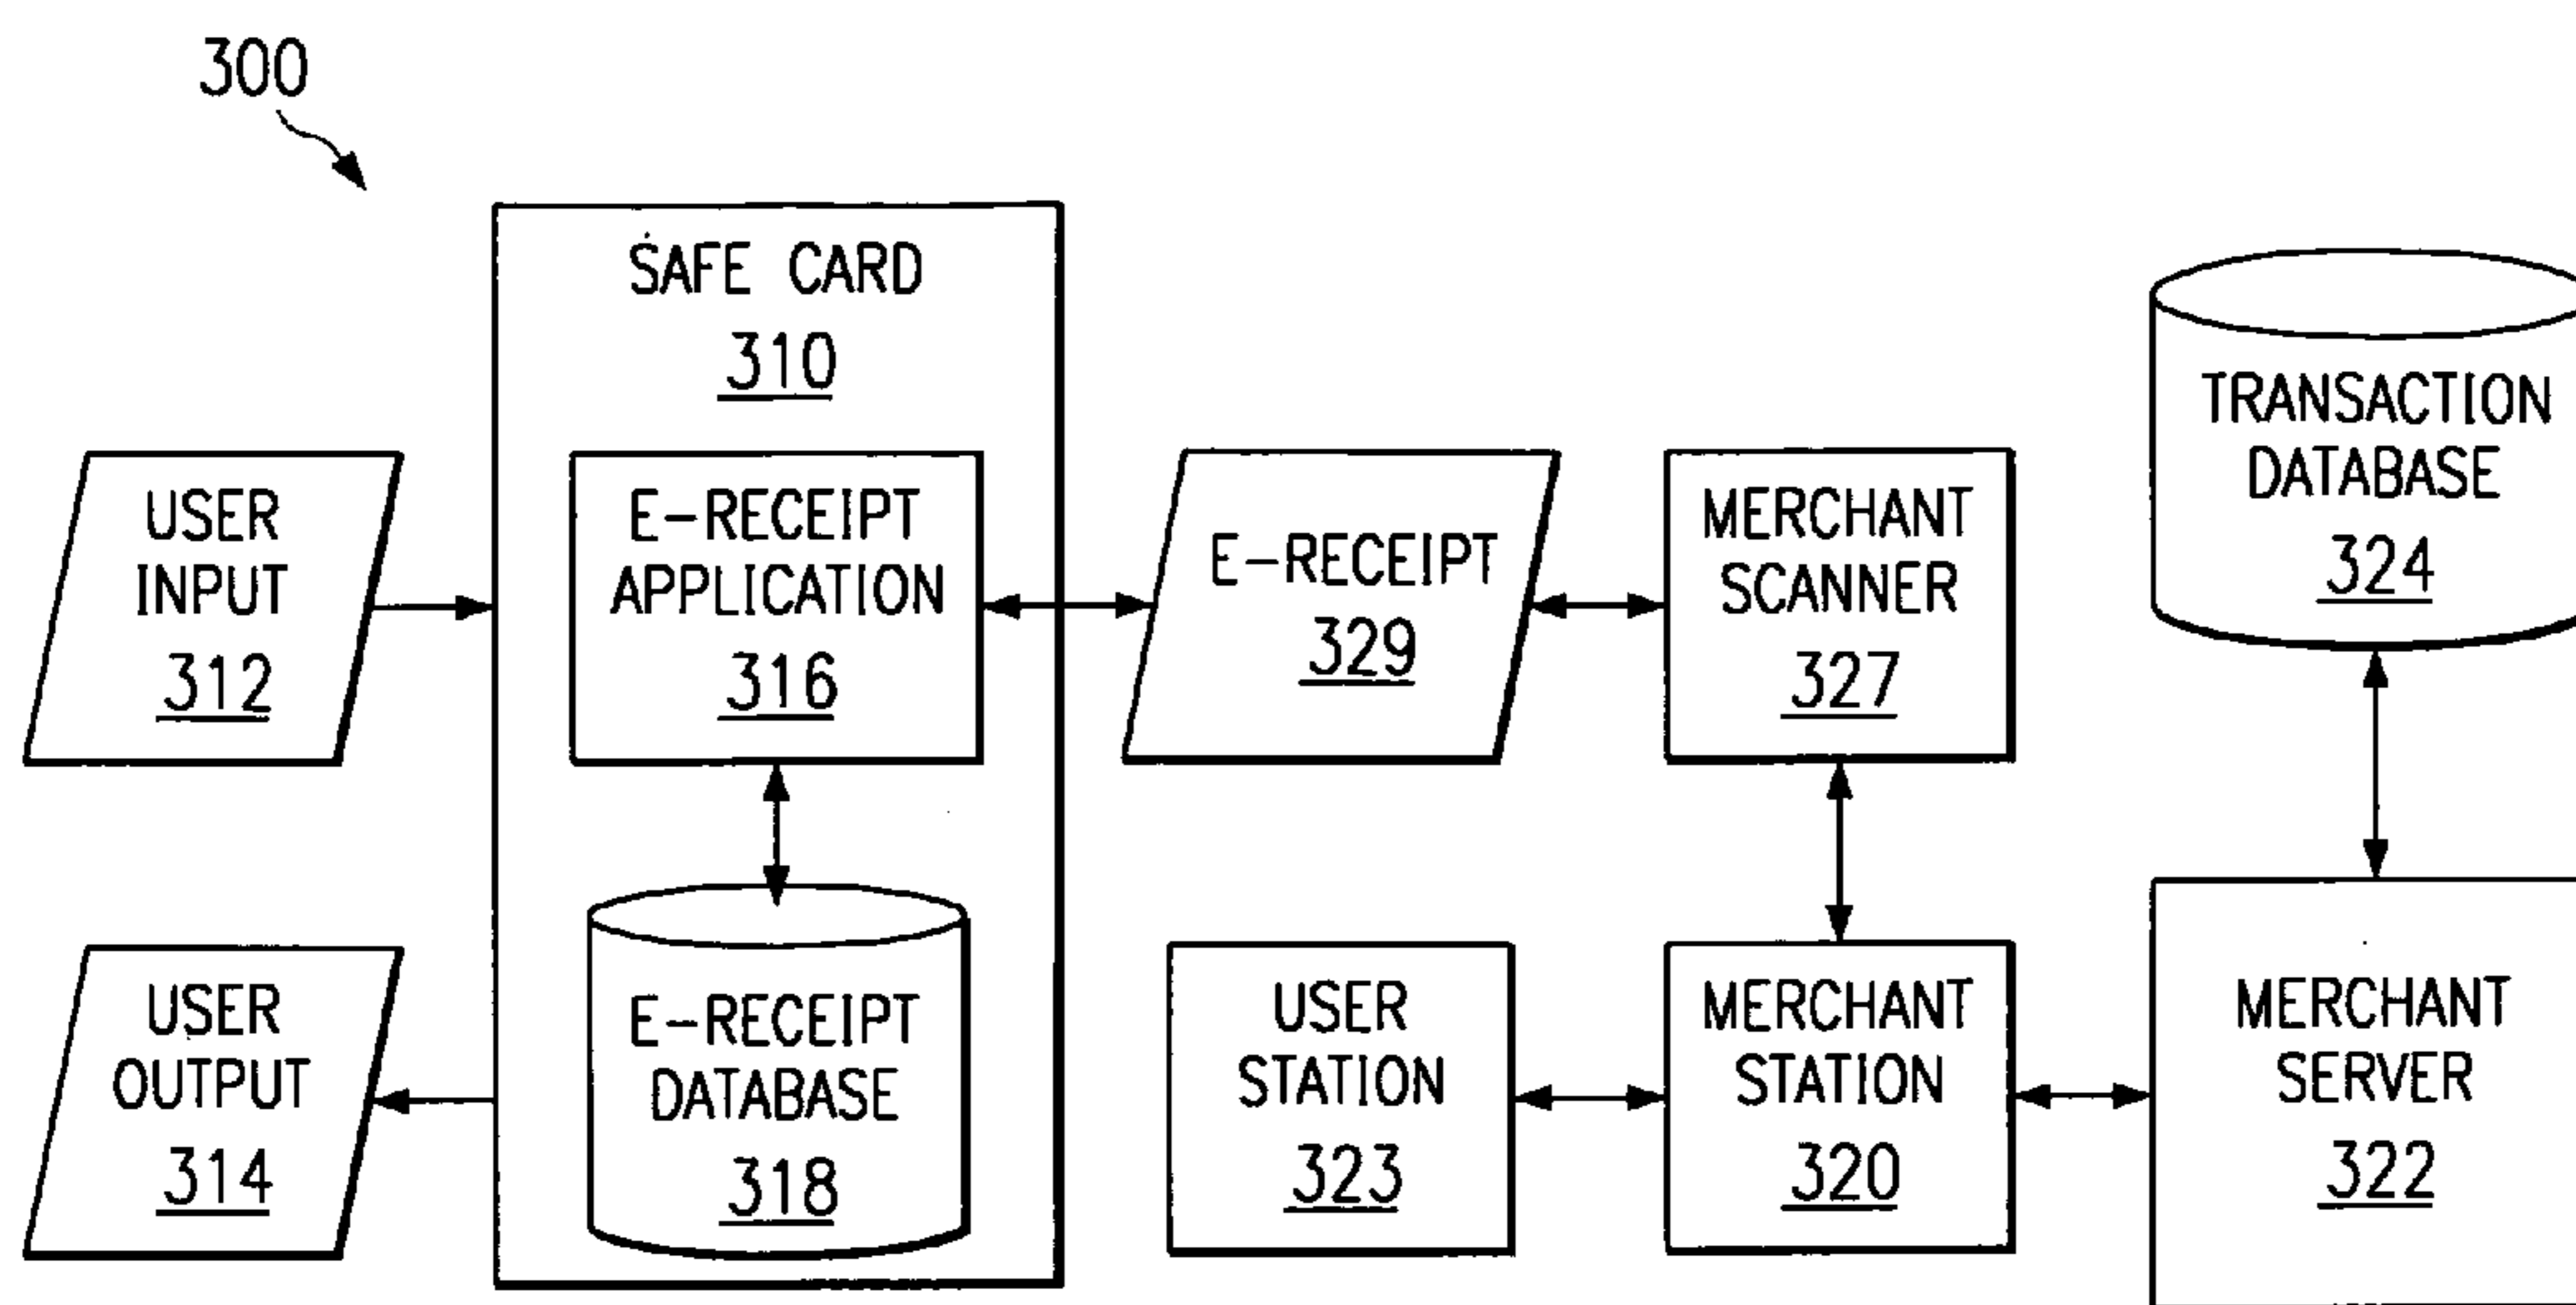 300
SAFE CARD
310
USER
INPUT
312
E-RECEIPT
APPLICATION
316
E-RECEIPT
329
MERCHANT
SCANNER
327
TRANSACTION
DATABASE
324
USER
OUTPUT
314
E-RECEIPT
DATABASE
318
USER
STATION
323
MERCHANT
STATION
320
MERCHANT
SERVER
322